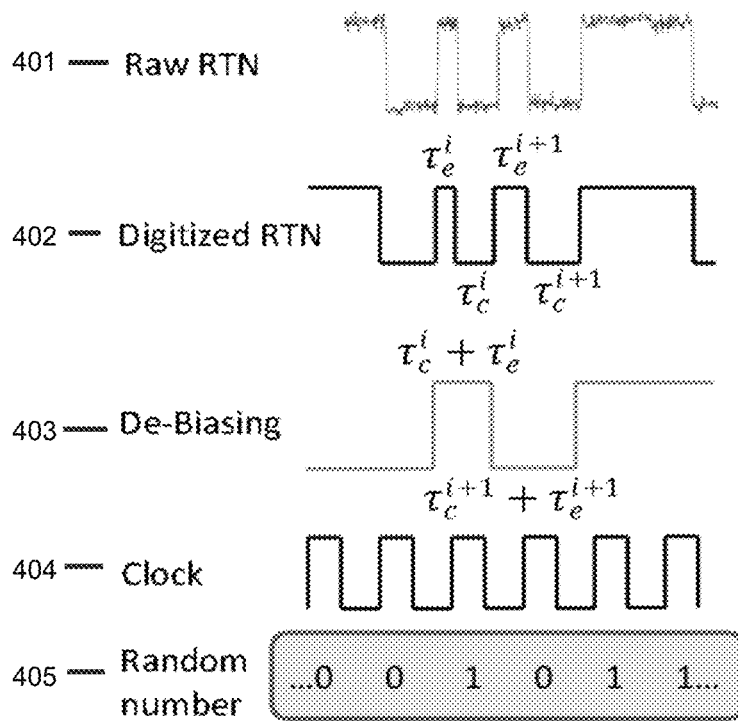 401 — Raw RTN
τ_e^i τ_e^{i+1}
402 — Digitized RTN
τ_c^i τ_c^{i+1}
τ_c^i + τ_e^i
403 — De-Biasing
τ_c^{i+1} + τ_e^{i+1}
404 — Clock
405 — Random number
...0 0 1 0 1 1...